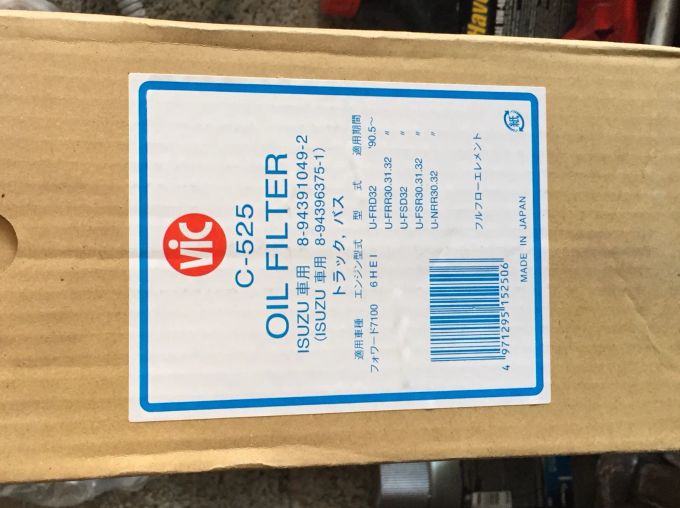 Vic
C-525
OIL FILTER
ISUZU 車用 8-94391049-2
(ISUZU 車用 8-94396375-1)
トラック, バス
適用車種 エンジン型式 型 式 適用期間
フォワード7100 6HE1 U-FRD32 '90.5～
U-FRR30.31.32 〃
U-FSD32 〃
U-FSR30.31.32 〃
U-NRR30.32 〃
フルフローエレメント
紙
4 971295 152506
MADE IN JAPAN
Have